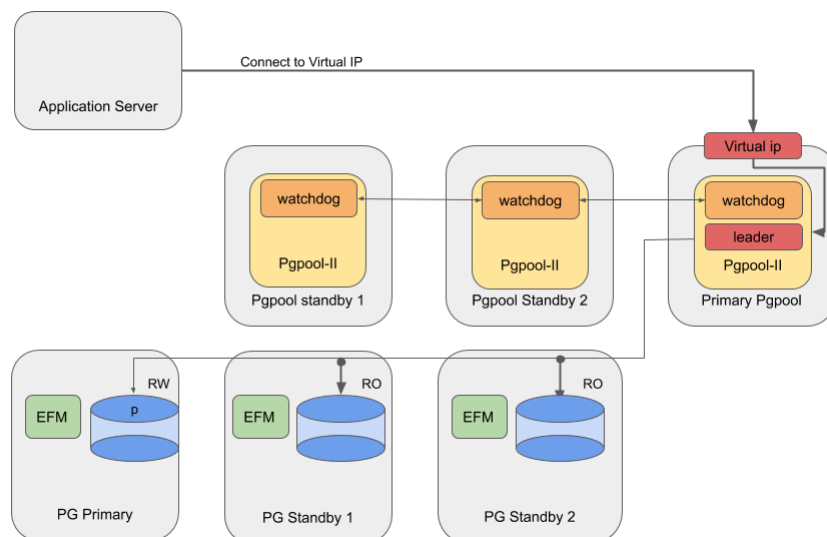 Connect to Virtual IP
Application Server
Virtual ip
watchdog
watchdog
watchdog
leader
Pgpool-II
Pgpool-II
Pgpool-II
Pgpool standby 1
Pgpool Standby 2
Primary Pgpool
RW
RO
RO
EFM
p
EFM
EFM
PG Primary
PG Standby 1
PG Standby 2